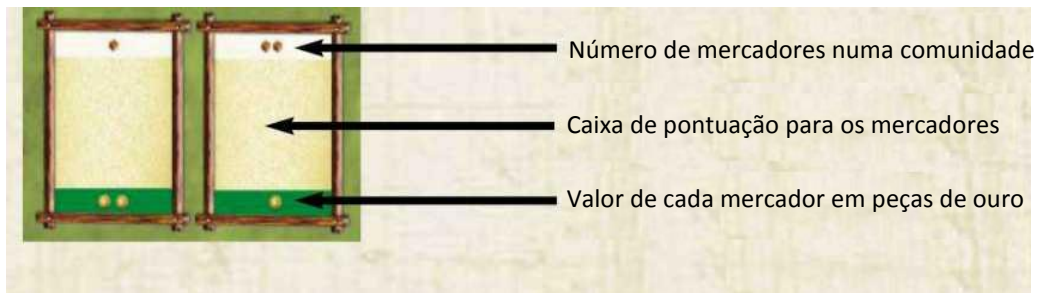 Número de mercadores numa comunidade
Caixa de pontuação para os mercadores
Valor de cada mercador em peças de ouro